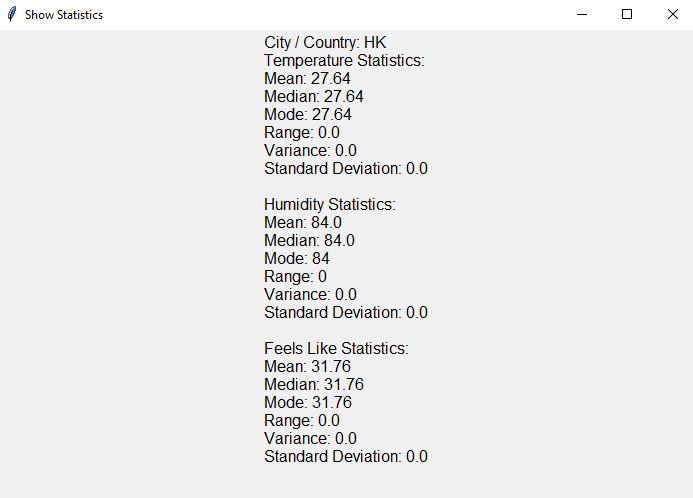 Show Statistics
City / Country: HK
Temperature Statistics:
Mean: 27.64
Median: 27.64
Mode: 27.64
Range: 0.0
Variance: 0.0
Standard Deviation: 0.0
Humidity Statistics:
Mean: 84.0
Median: 84.0
Mode: 84
Range: 0
Variance: 0.0
Standard Deviation: 0.0
Feels Like Statistics:
Mean: 31.76
Median: 31.76
Mode: 31.76
Range: 0.0
Variance: 0.0
Standard Deviation: 0.0